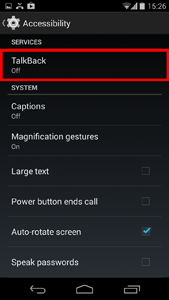 15:26
Accessibility
SERVICES
TalkBack
Off
SYSTEM
Captions
Off
Magnification gestures
On
Large text
Power button ends call
Auto-rotate screen
Speak passwords